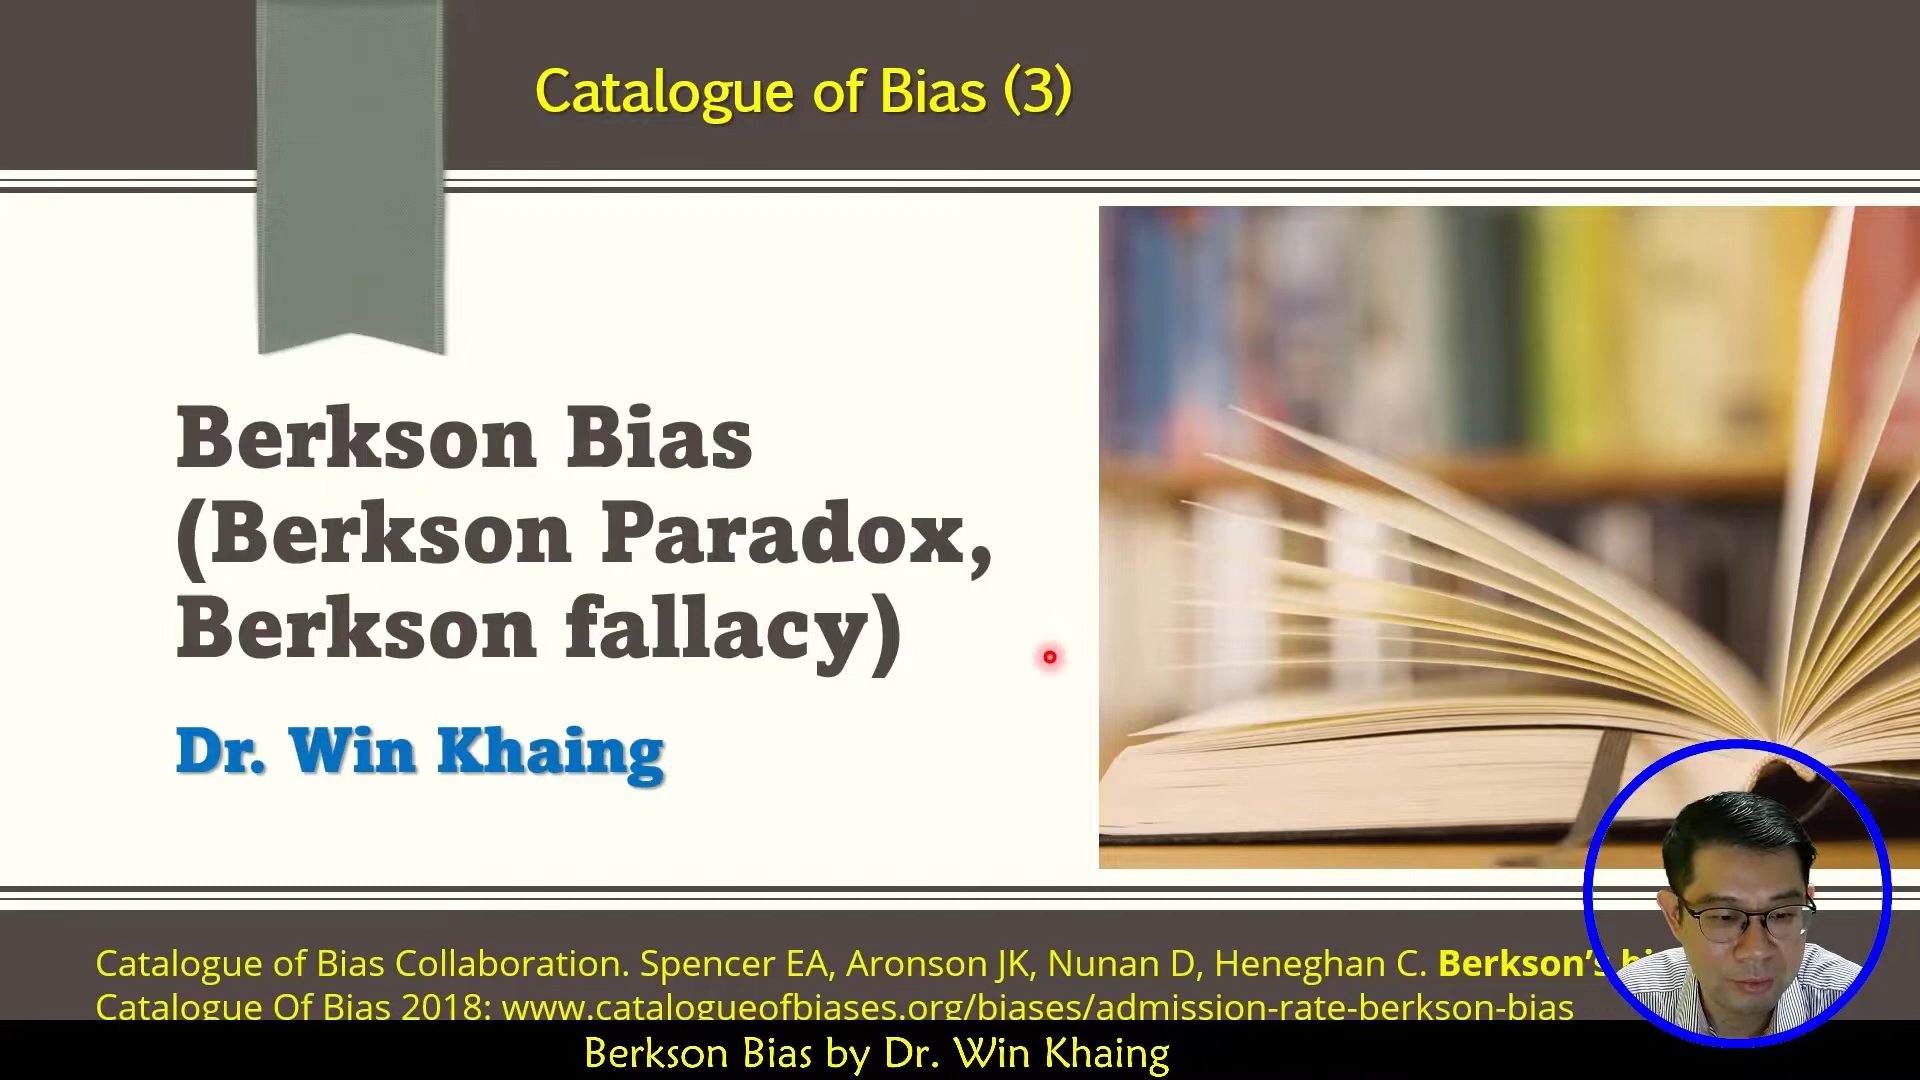 Catalogue of Bias (3)
Berkson Bias
(Berkson Paradox,
Berkson fallacy)
Dr. Win Khaing
Catalogue of Bias Collaboration. Spencer EA, Aronson JK, Nunan D, Heneghan C. Berkson's
Catalogue Of Bias 2018: www.catalogueofbiases.org/biases/admission-rate-berkson-bias
Berkson Bias by Dr. Win Khaing